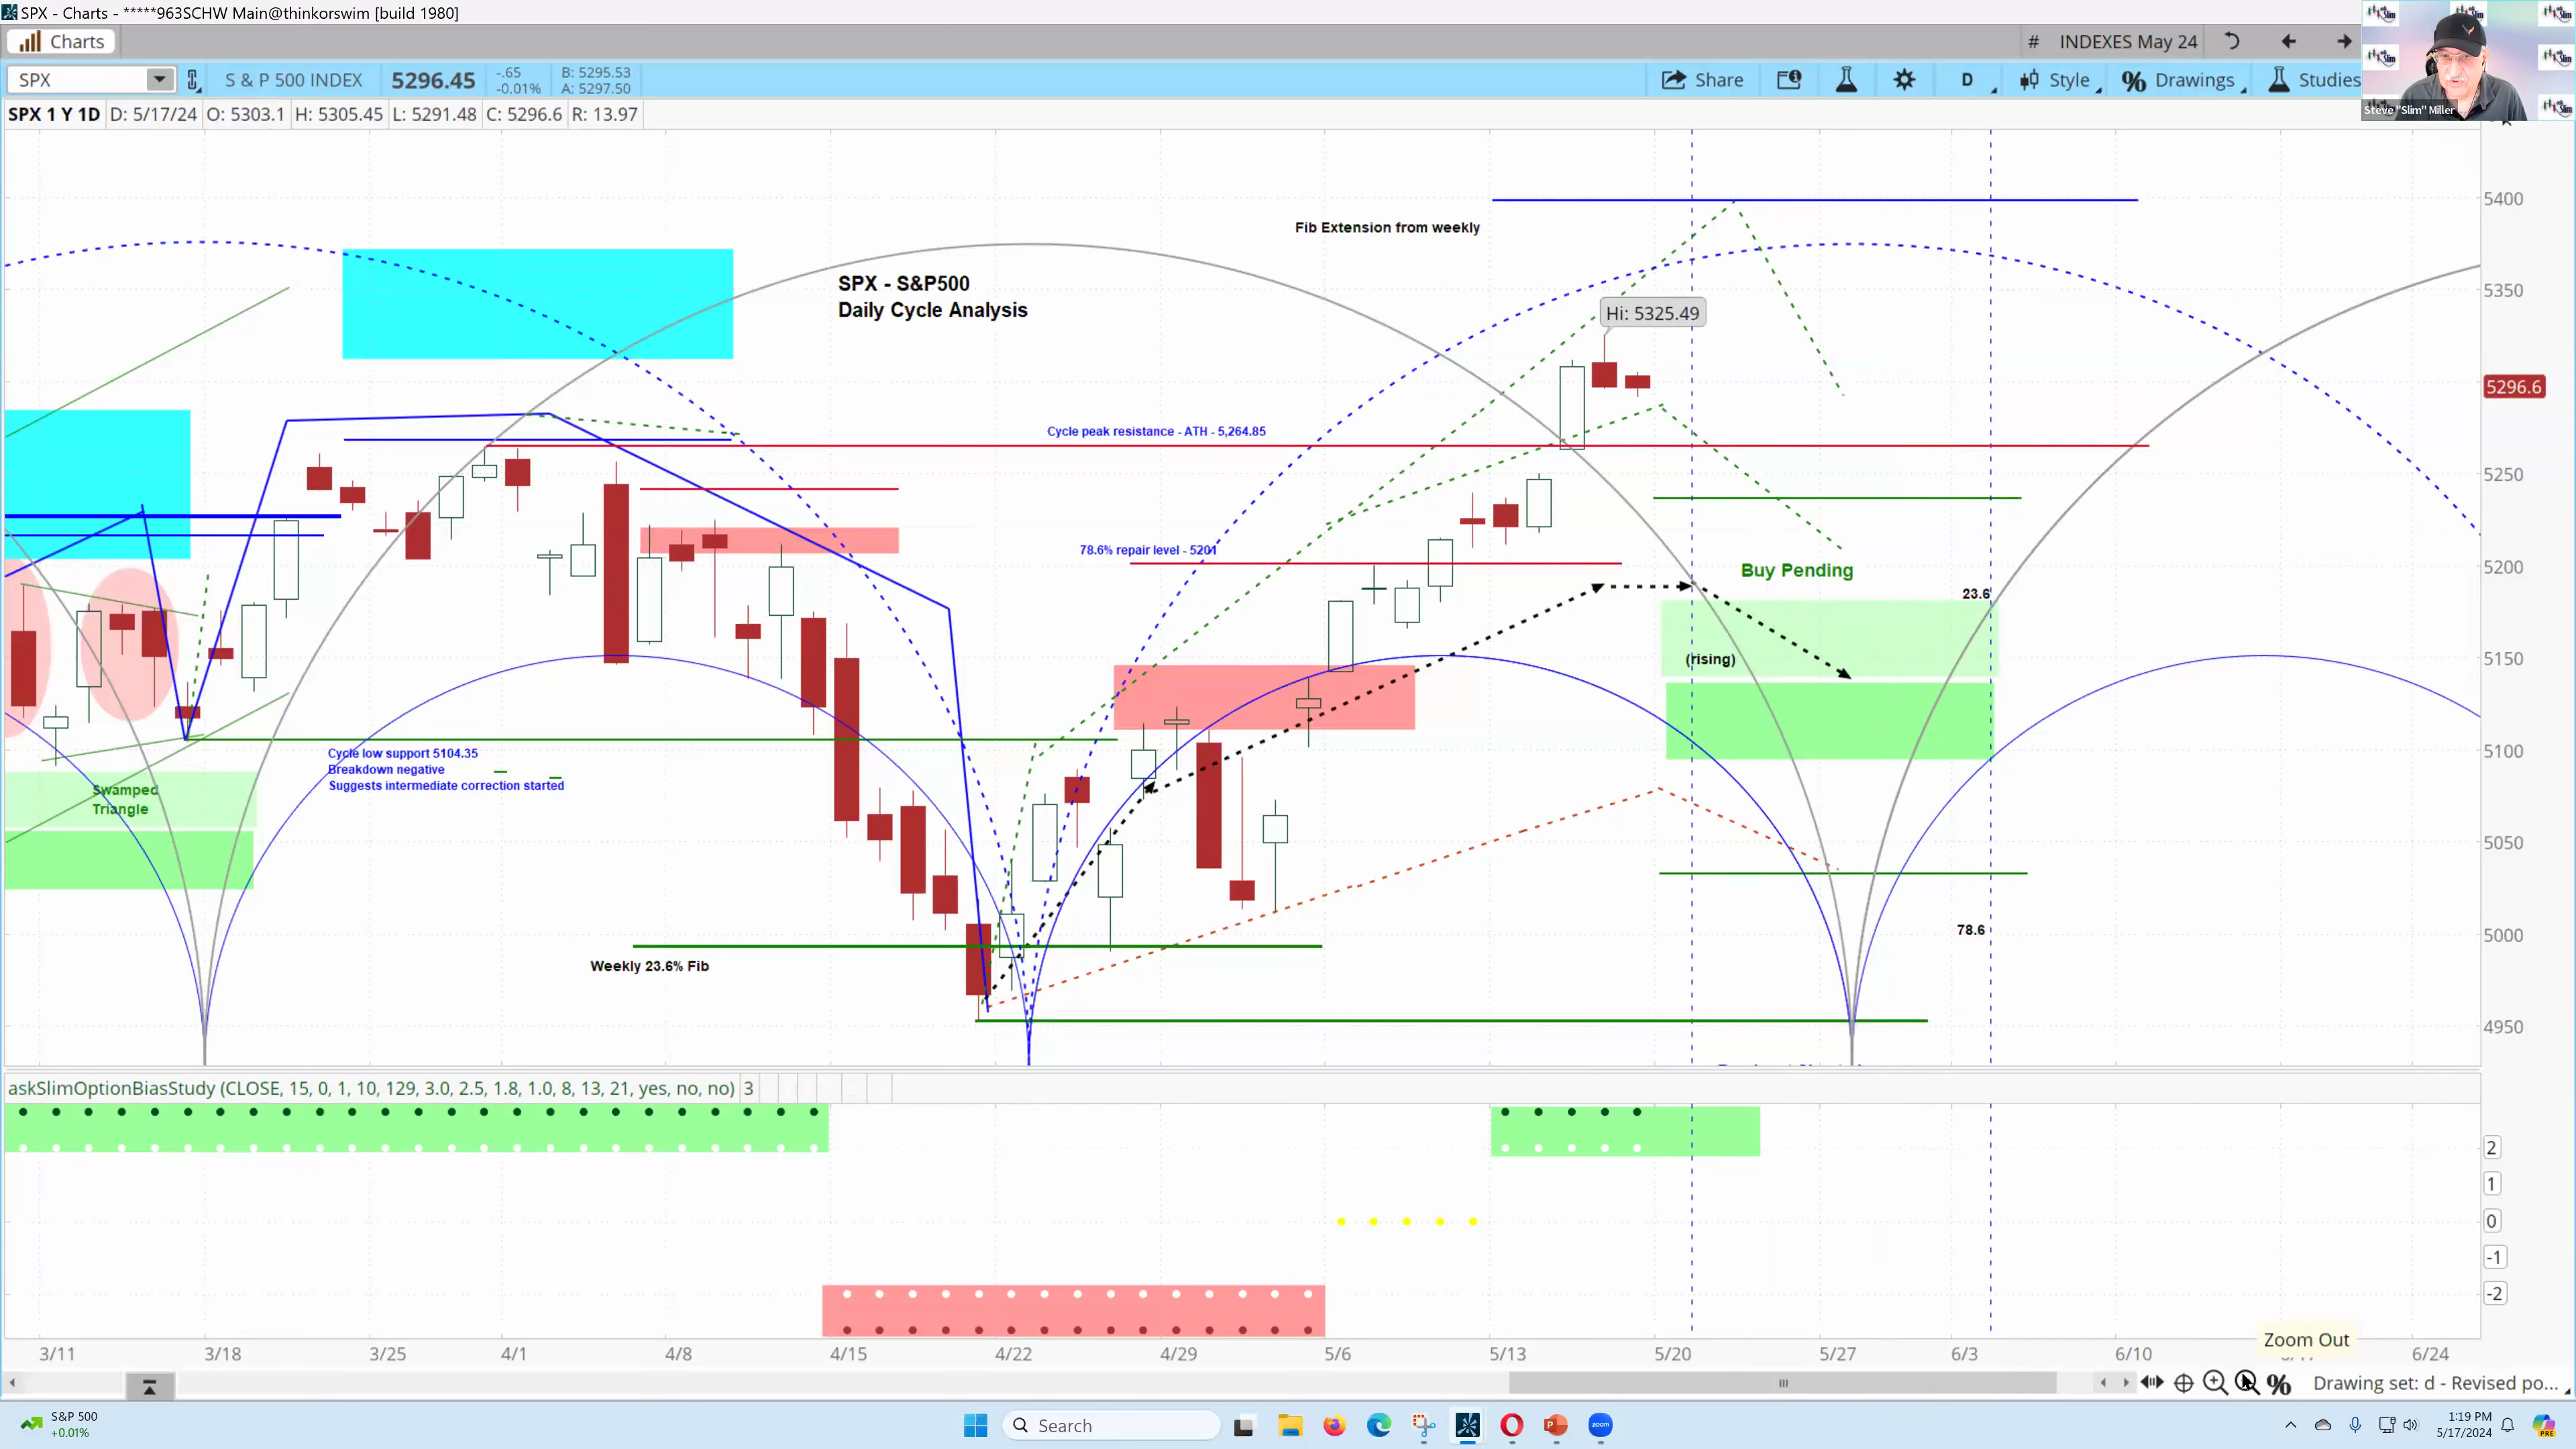 SPX - Charts - *****963SCHW Main@thinkorswim [build 1980]
Charts
# INDEXES May 24
SPX
S & P 500 INDEX
5296.45
-.65
-0.01%
B: 5295.53
A: 5297.50
Share
D
Style
% Drawings
Studies
Steve "Slim" Miller
SPX 1 Y 1D D: 5/17/24 O: 5303.1 H: 5305.45 L: 5291.48 C: 5296.6 R: 13.97
5400
Fib Extension from weekly
SPX - S&P500
Daily Cycle Analysis
5350
Hi: 5325.49
5296.6
Cycle peak resistance - ATH - 5,264.85
5250
78.6% repair level - 5201
5200
Buy Pending
23.6
(rising)
5150
Cycle low support 5104.35
Breakdown negative
Suggests intermediate correction started
5100
Swamped
Triangle
5050
78.6
5000
Weekly 23.6% Fib
4950
askSlimOptionBiasStudy (CLOSE, 15, 0, 1, 10, 129, 3.0, 2.5, 1.8, 1.0, 8, 13, 21, yes, no, no) 3
2
1
0
-1
-2
Zoom Out
3/11 3/18 3/25 4/1 4/8 4/15 4/22 4/29 5/6 5/13 5/20 5/27 6/3 6/10 6/24
Drawing set: d - Revised po...
S&P 500
+0.01%
Search
zoom
1:19 PM
5/17/2024
PRE